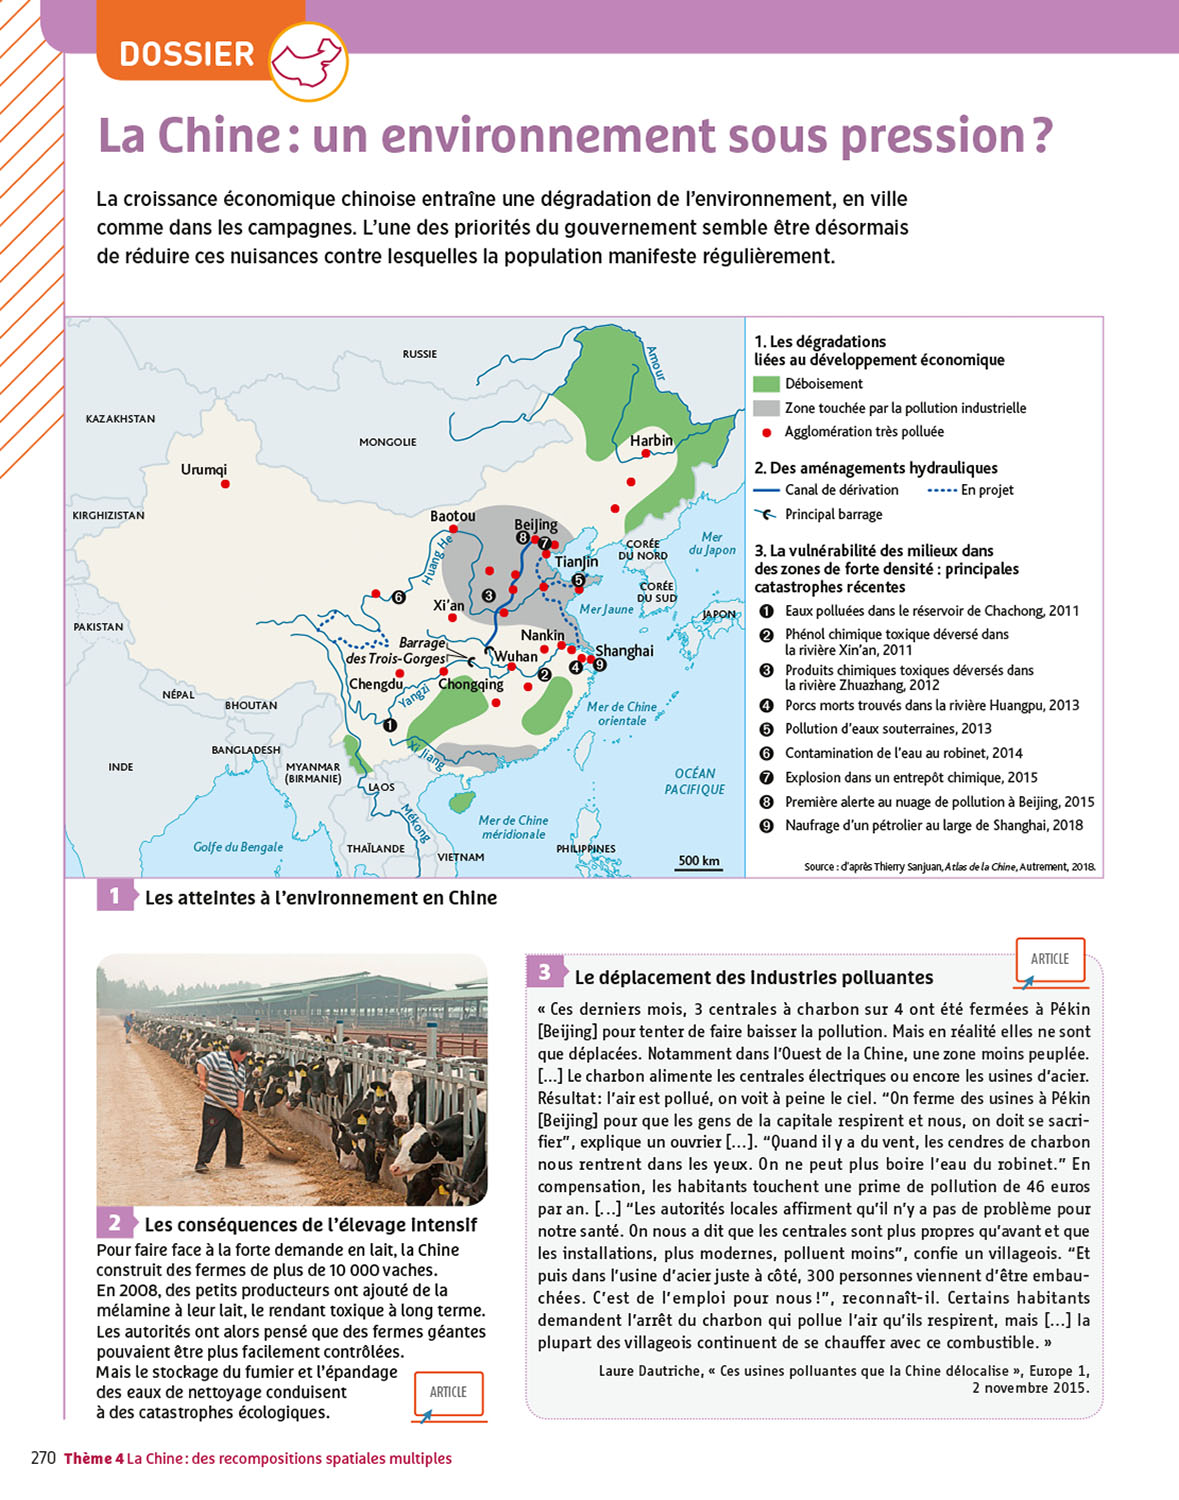 DOSSIER
La Chine : un environnement sous pression ?
La croissance économique chinoise entraîne une dégradation de l'environnement, en ville
comme dans les campagnes. L'une des priorités du gouvernement semble être désormais
de réduire ces nuisances contre lesquelles la population manifeste régulièrement.
RUSSIE
Amour
KAZAKHSTAN
MONGOLIE
Harbin
Urumqi
KIRGHIZISTAN
Baotou
Beijing
8
7
Huang He
CORÉE
DU NORD
Mer
du Japon
Tianjin
5
CORÉE
DU SUD
6
3
Xi'an
Mer Jaune
JAPON
PAKISTAN
Barrage
des Trois-Gorges
Nankin
Wuhan
Shanghai
4
9
2
Chengdu
Yangzi
Chongqing
NÉPAL
BHOUTAN
1
Mer de Chine
orientale
BANGLADESH
Xi Jiang
INDE
MYANMAR
(BIRMANIE)
LAOS
OCÉAN
PACIFIQUE
Mékong
Mer de Chine
méridionale
Golfe du Bengale
THAÏLANDE
VIETNAM
PHILIPPINES
500 km
1. Les dégradations
liées au développement économique
Déboisement
Zone touchée par la pollution industrielle
Agglomération très polluée
2. Des aménagements hydrauliques
Canal de dérivation
En projet
Principal barrage
3. La vulnérabilité des milieux dans
des zones de forte densité : principales
catastrophes récentes
1 Eaux polluées dans le réservoir de Chachong, 2011
2 Phénol chimique toxique déversé dans
la rivière Xin'an, 2011
3 Produits chimiques toxiques déversés dans
la rivière Zhuazhang, 2012
4 Porcs morts trouvés dans la rivière Huangpu, 2013
5 Pollution d'eaux souterraines, 2013
6 Contamination de l'eau au robinet, 2014
7 Explosion dans un entrepôt chimique, 2015
8 Première alerte au nuage de pollution à Beijing, 2015
9 Naufrage d'un pétrolier au large de Shanghai, 2018
Source : d'après Thierry Sanjuan, Atlas de la Chine, Autrement, 2018.
1 Les atteintes à l'environnement en Chine
2 Les conséquences de l'élevage intensif
Pour faire face à la forte demande en lait, la Chine
construit des fermes de plus de 10 000 vaches.
En 2008, des petits producteurs ont ajouté de la
mélamine à leur lait, le rendant toxique à long terme.
Les autorités ont alors pensé que des fermes géantes
pouvaient être plus facilement contrôlées.
Mais le stockage du fumier et l'épandage
des eaux de nettoyage conduisent
à des catastrophes écologiques.
ARTICLE
ARTICLE
3 Le déplacement des industries polluantes
« Ces derniers mois, 3 centrales à charbon sur 4 ont été fermées à Pékin
[Beijing] pour tenter de faire baisser la pollution. Mais en réalité elles ne sont
que déplacées. Notamment dans l'Ouest de la Chine, une zone moins peuplée.
[...] Le charbon alimente les centrales électriques ou encore les usines d'acier.
Résultat : l'air est pollué, on voit à peine le ciel. "On ferme des usines à Pékin
[Beijing] pour que les gens de la capitale respirent et nous, on doit se sacri-
fier", explique un ouvrier [...]. "Quand il y a du vent, les cendres de charbon
nous rentrent dans les yeux. On ne peut plus boire l'eau du robinet." En
compensation, les habitants touchent une prime de pollution de 46 euros
par an. [...] "Les autorités locales affirment qu'il n'y a pas de problème pour
notre santé. On nous a dit que les centrales sont plus propres qu'avant et que
les installations, plus modernes, polluent moins", confie un villageois. "Et
puis dans l'usine d'acier juste à côté, 300 personnes viennent d'être embau-
chées. C'est de l'emploi pour nous !", reconnaît-il. Certains habitants
demandent l'arrêt du charbon qui pollue l'air qu'ils respirent, mais [...] la
plupart des villageois continuent de se chauffer avec ce combustible. »
Laure Dautriche, « Ces usines polluantes que la Chine délocalise », Europe 1,
2 novembre 2015.
270 Thème 4 La Chine : des recompositions spatiales multiples